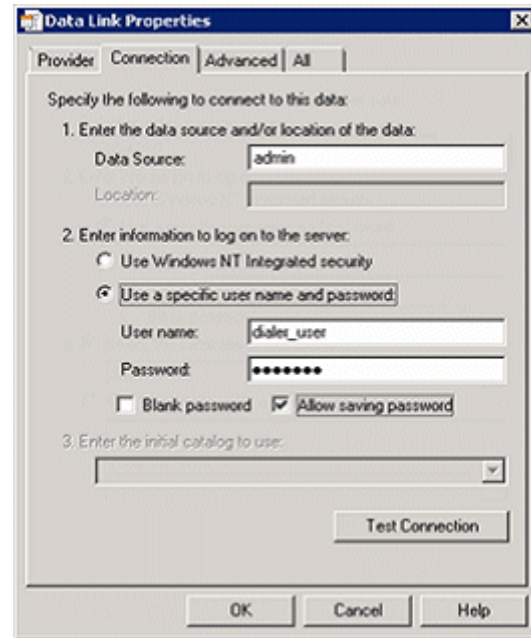 Data Link Properties
Provider Connection Advanced All
Specify the following to connect to this data:
1. Enter the data source and/or location of the data:
Data Source: admin
Location:
2. Enter information to log on to the server:
Use Windows NT Integrated security
Use a specific user name and password:
User name: dialer_user
Password: •••••••
Blank password Allow saving password
3. Enter the initial catalog to use:
Test Connection
OK Cancel Help